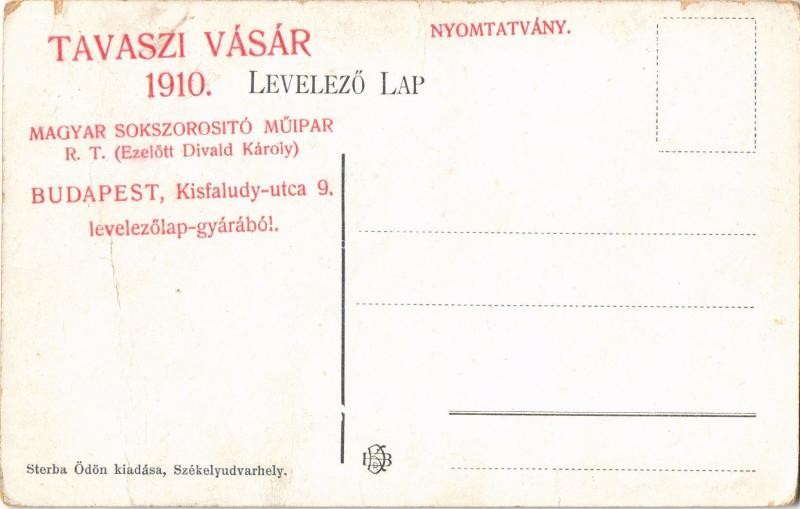 TAVASZI VÁSÁR
1910.
NYOMTATVÁNY.
LEVELEZŐ LAP
MAGYAR SOKSZOROSITÓ MŰIPAR
R. T. (Ezelőtt Divald Károly)
BUDAPEST, Kisfaludy-utca 9.
levelezőlap-gyárából.
Sterba Ödön kiadása, Székelyudvarhely.